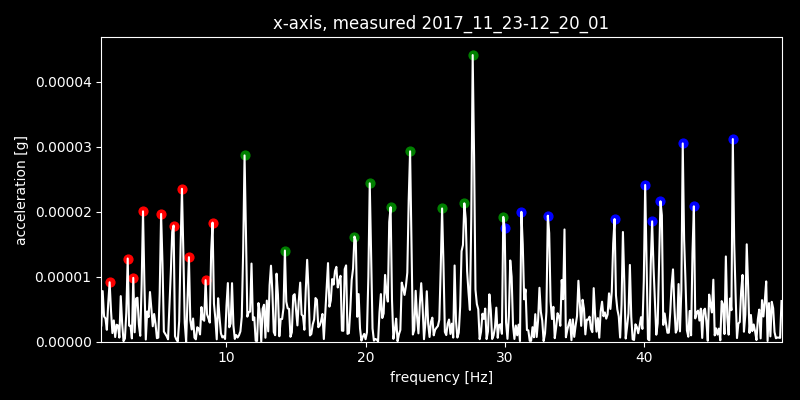 x-axis, measured 2017_11_23-12_20_01
acceleration [g]
0.00004
0.00003
0.00002
0.00001
0.00000
10 20 30 40
frequency [Hz]